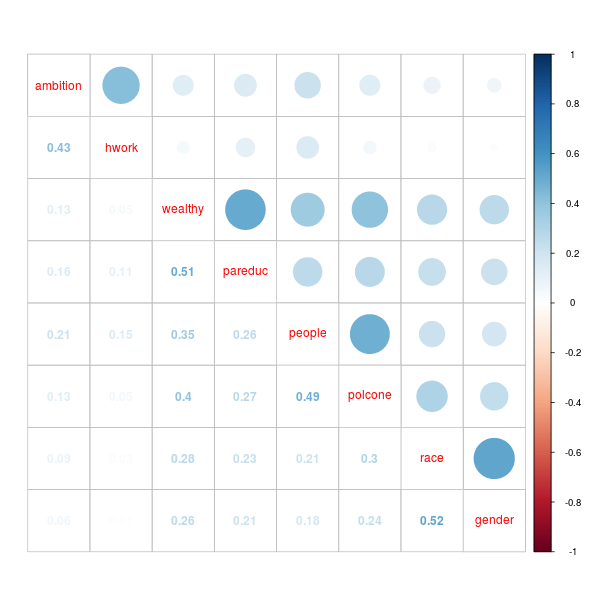 ambition
0.43 hwork
0.13 0.05 wealthy
0.16 0.11 0.51 pareduc
0.21 0.15 0.35 0.26 people
0.13 0.05 0.4 0.27 0.49 polcone
0.09 0.28 0.23 0.21 0.3 race
0.06 0.26 0.21 0.18 0.24 0.52 gender
1
0.8
0.6
0.4
0.2
0
-0.2
-0.4
-0.6
-0.8
-1